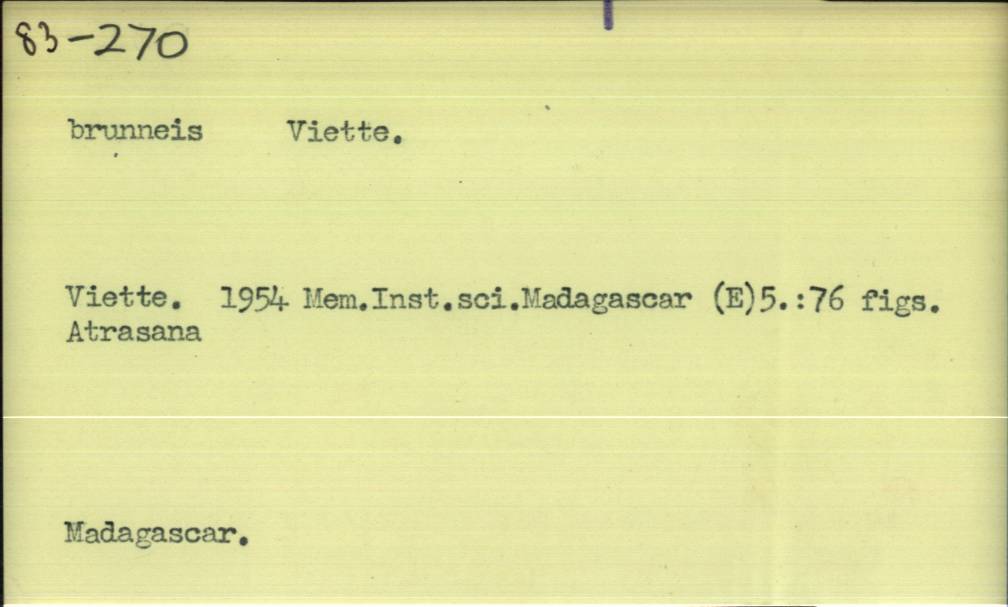 83-270
brunneis Viette.
Viette. 1954 Mem.Inst.sci.Madagascar (E)5.:76 figs.
Atrasana
Madagascar.